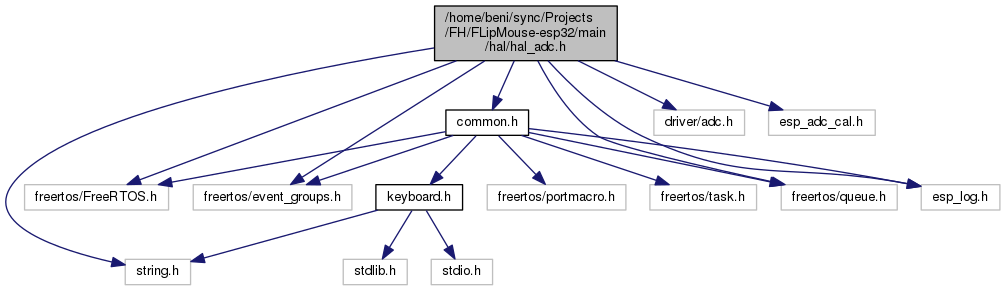 /home/beni/sync/Projects
/FH/FLipMouse-esp32/main
/hal/hal_adc.h
common.h
driver/adc.h
esp_adc_cal.h
freertos/FreeRTOS.h
freertos/event_groups.h
keyboard.h
freertos/portmacro.h
freertos/task.h
freertos/queue.h
esp_log.h
string.h
stdlib.h
stdio.h